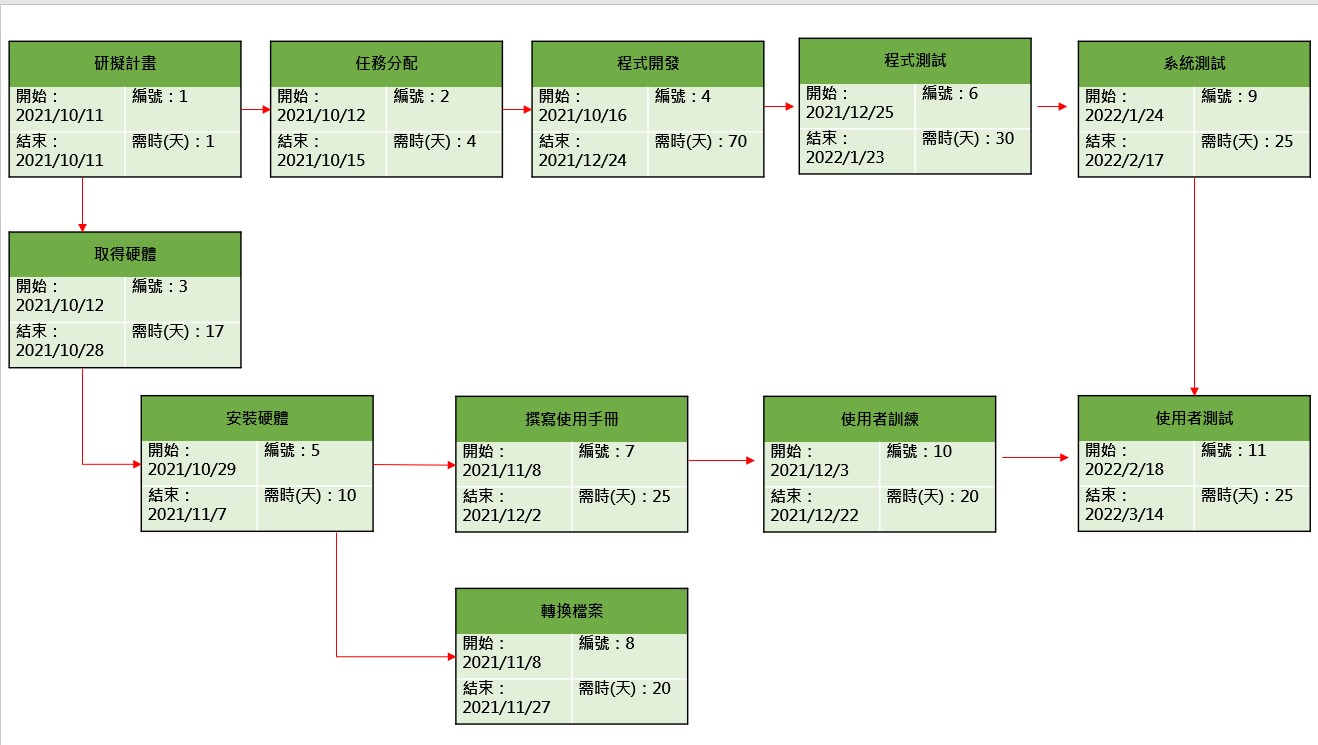 研擬計畫
開始：
2021/10/11
編號：1
結束：
2021/10/11
需時(天)：1
任務分配
開始：
2021/10/12
編號：2
結束：
2021/10/15
需時(天)：4
程式開發
開始：
2021/10/16
編號：4
結束：
2021/12/24
需時(天)：70
程式測試
開始：
2021/12/25
編號：6
結束：
2022/1/23
需時(天)：30
系統測試
開始：
2022/1/24
編號：9
結束：
2022/2/17
需時(天)：25
取得硬體
開始：
2021/10/12
編號：3
結束：
2021/10/28
需時(天)：17
安裝硬體
開始：
2021/10/29
編號：5
結束：
2021/11/7
需時(天)：10
撰寫使用手冊
開始：
2021/11/8
編號：7
結束：
2021/12/2
需時(天)：25
使用者訓練
開始：
2021/12/3
編號：10
結束：
2021/12/22
需時(天)：20
使用者測試
開始：
2022/2/18
編號：11
結束：
2022/3/14
需時(天)：25
轉換檔案
開始：
2021/11/8
編號：8
結束：
2021/11/27
需時(天)：20